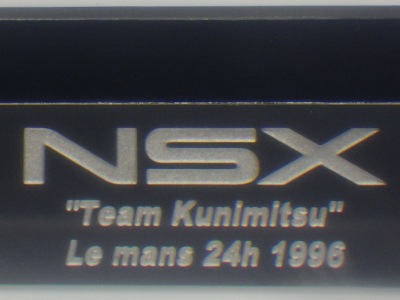 NSX
"Team Kunimitsu"
Le mans 24h 1996